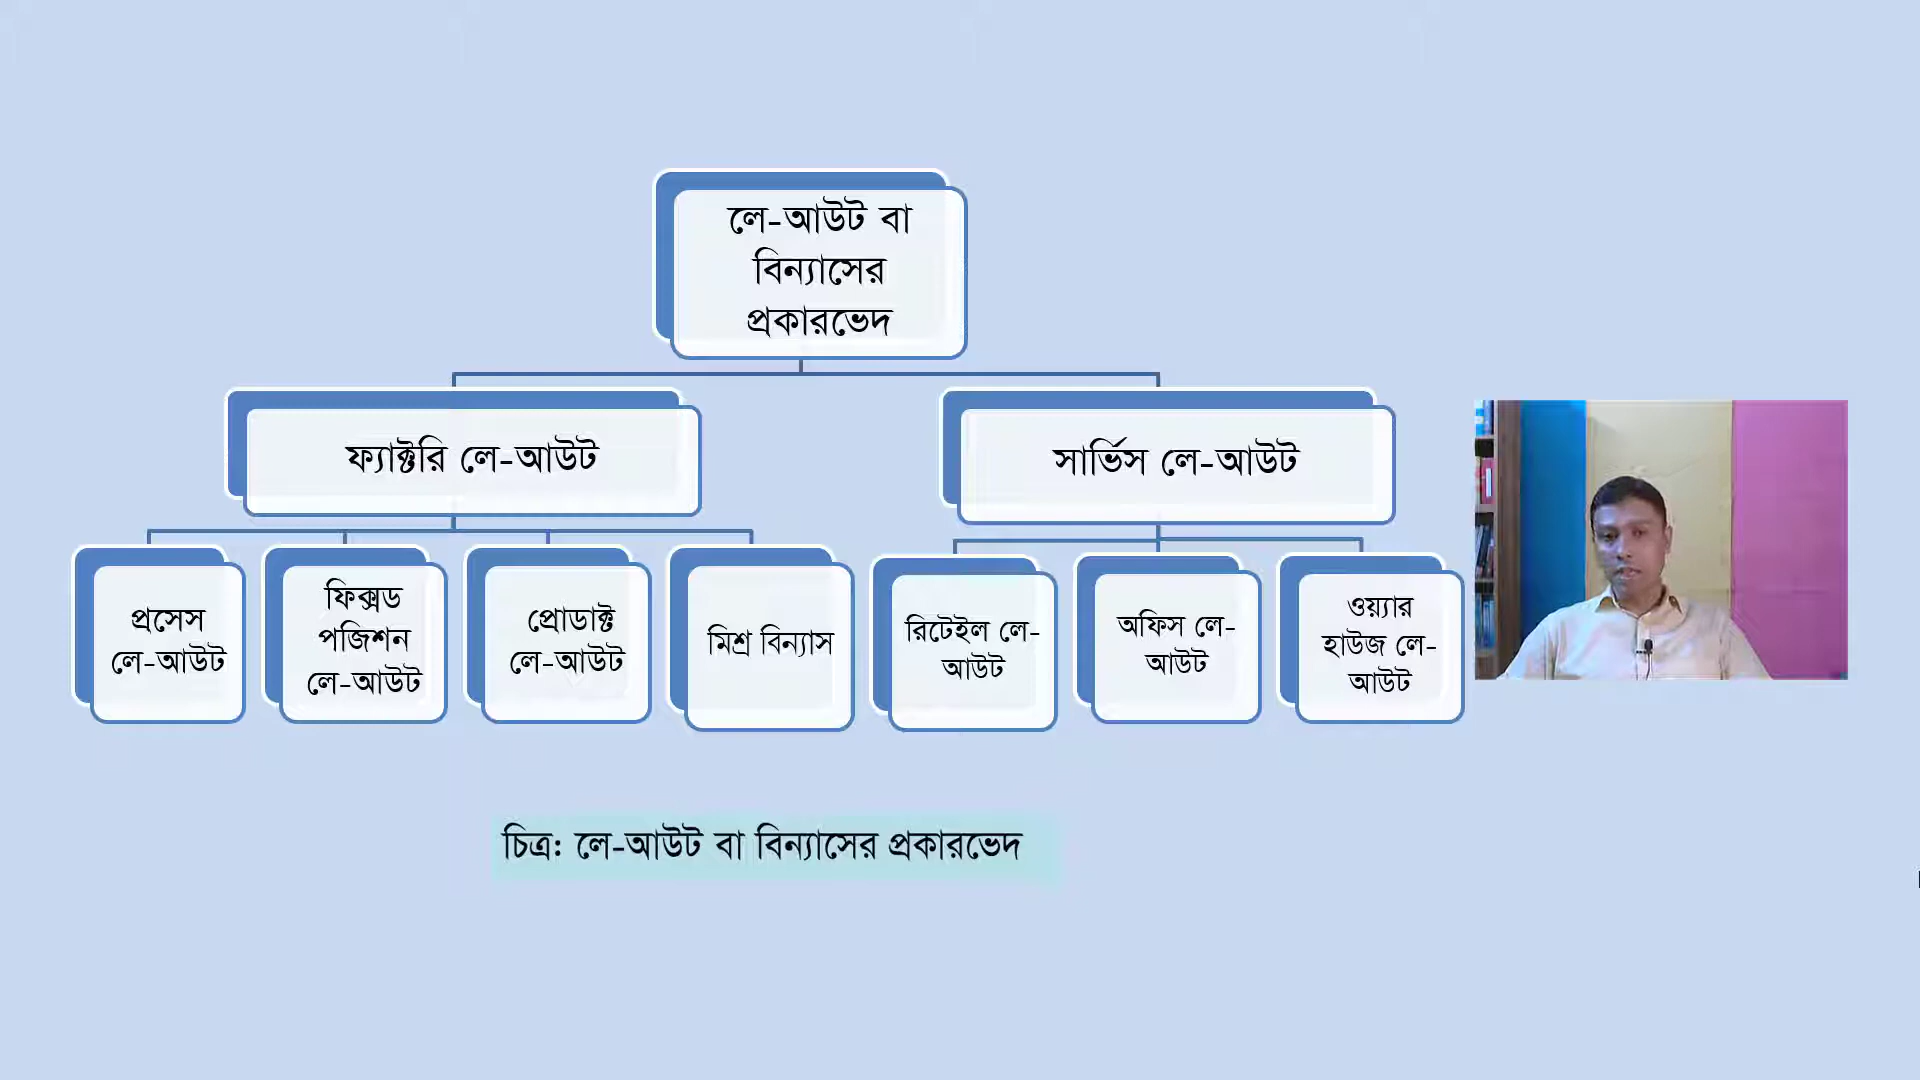 লে-আউট বা
বিন্যাসের
প্রকারভেদ
ফ্যাক্টরি লে-আউট
সার্ভিস লে-আউট
প্রসেস
লে-আউট
ফিক্সড
পজিশন
লে-আউট
প্রোডাক্ট
লে-আউট
মিশ্র বিন্যাস
রিটেইল লে-
আউট
অফিস লে-
আউট
ওয়্যার
হাউজ লে-
আউট
চিত্র: লে-আউট বা বিন্যাসের প্রকারভেদ